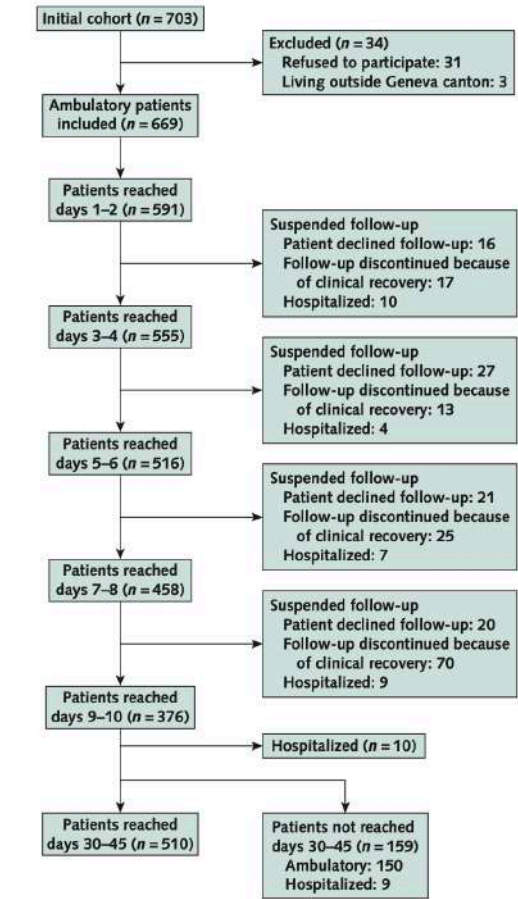 Initial cohort (n = 703)
Excluded (n = 34)
Refused to participate: 31
Living outside Geneva canton: 3
Ambulatory patients
included (n = 669)
Patients reached
days 1–2 (n = 591)
Suspended follow-up
Patient declined follow-up: 16
Follow-up discontinued because
of clinical recovery: 17
Hospitalized: 10
Patients reached
days 3–4 (n = 555)
Suspended follow-up
Patient declined follow-up: 27
Follow-up discontinued because
of clinical recovery: 13
Hospitalized: 4
Patients reached
days 5–6 (n = 516)
Suspended follow-up
Patient declined follow-up: 21
Follow-up discontinued because
of clinical recovery: 25
Hospitalized: 7
Patients reached
days 7–8 (n = 458)
Suspended follow-up
Patient declined follow-up: 20
Follow-up discontinued because
of clinical recovery: 70
Hospitalized: 9
Patients reached
days 9–10 (n = 376)
Hospitalized (n = 10)
Patients reached
days 30–45 (n = 510)
Patients not reached
days 30–45 (n = 159)
Ambulatory: 150
Hospitalized: 9